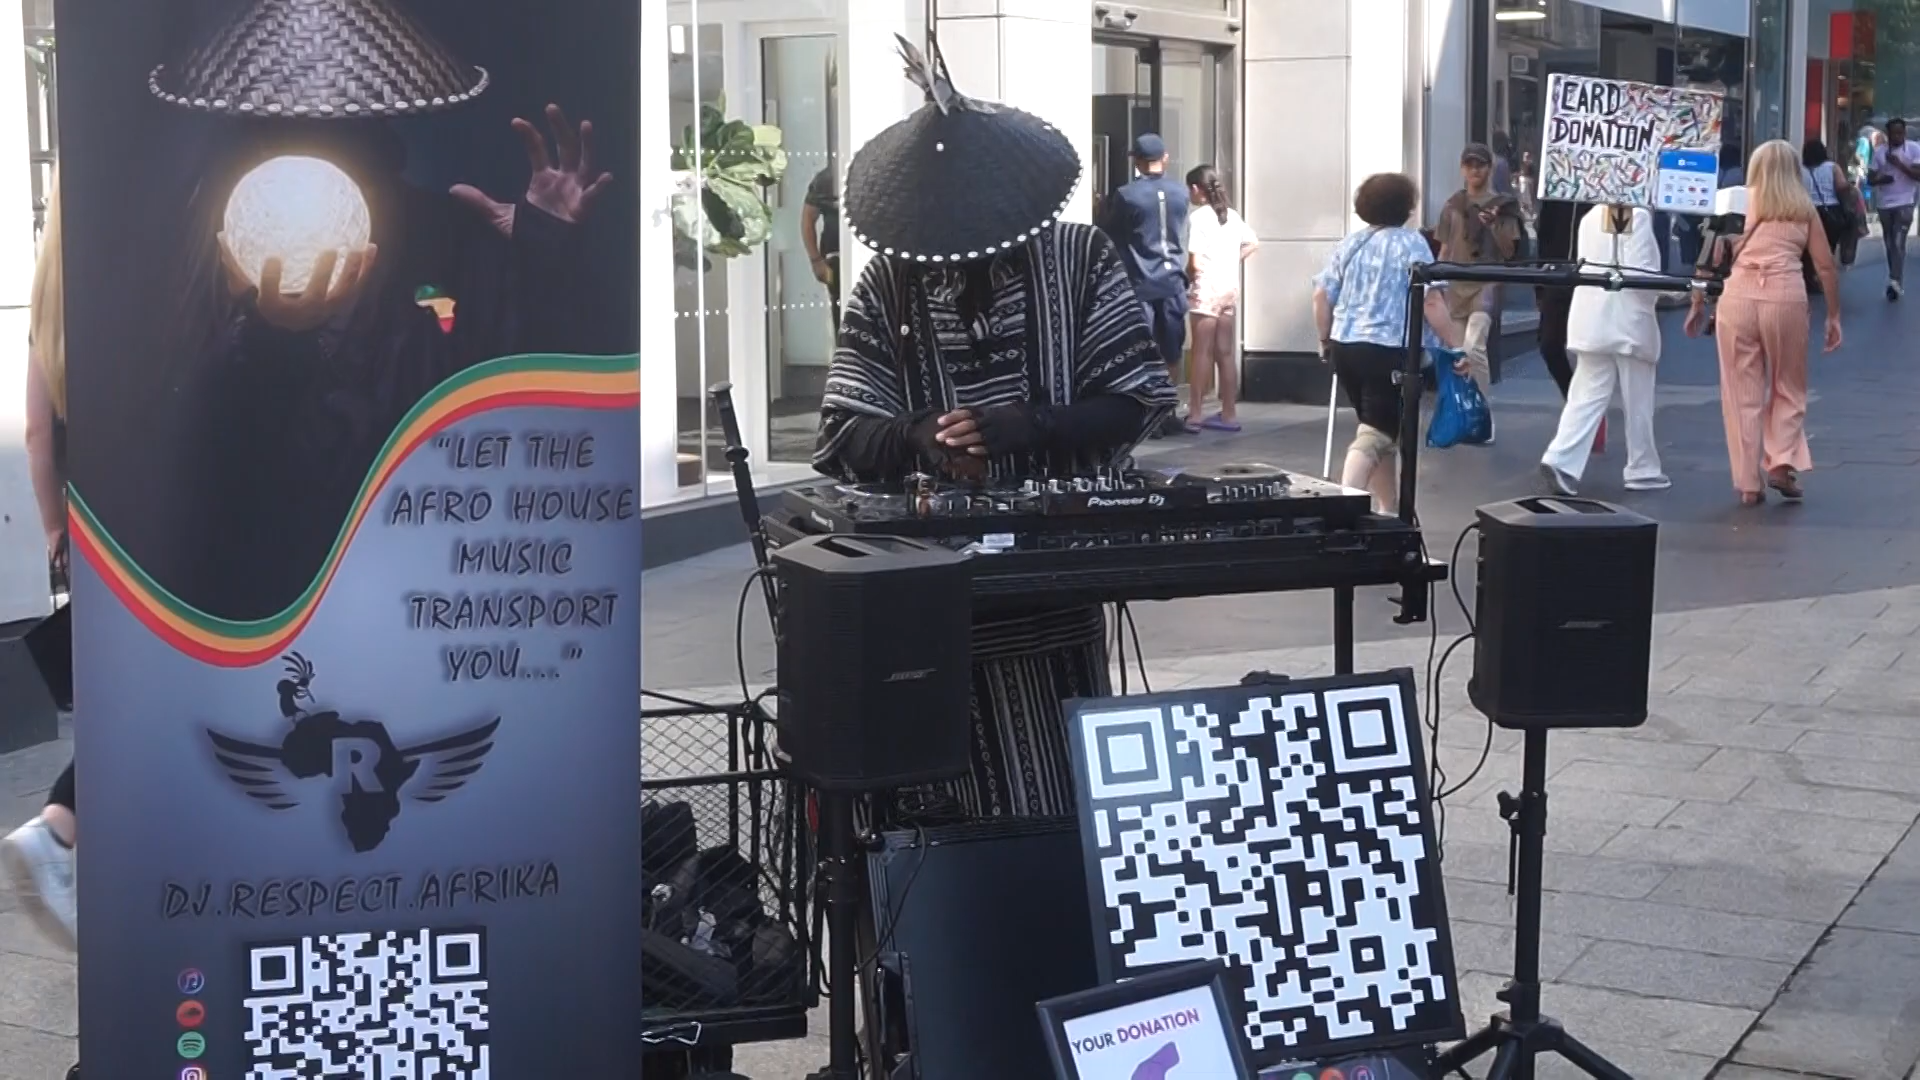 “LET THE
AFRO HOUSE
MUSIC
TRANSPORT
YOU...”
R
DJ.RESPECT.AFRIKA
CARD
DONATION
Pioneer DJ
BOSE
BOSE
YOUR DONATION